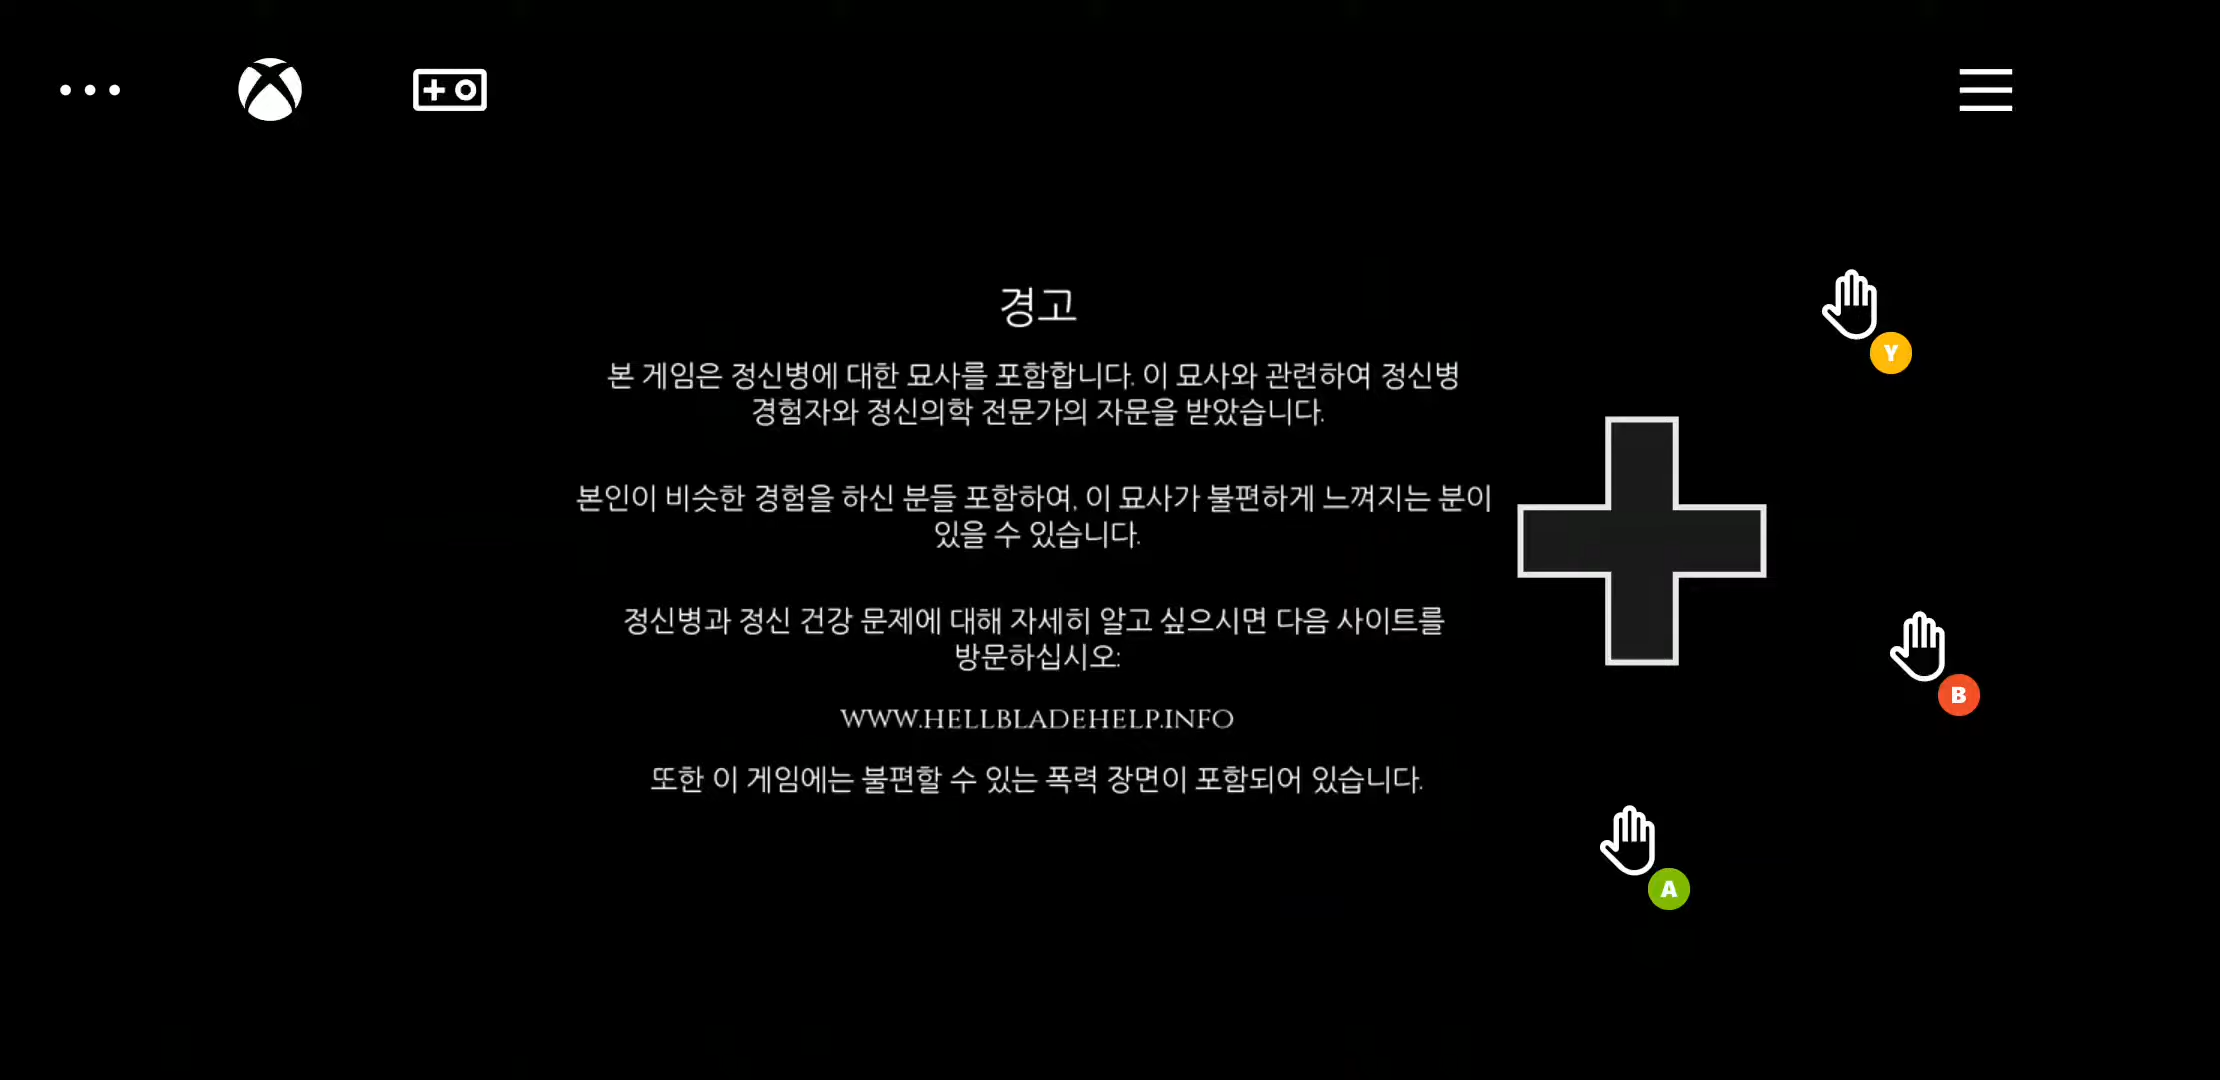 경고
본 게임은 정신병에 대한 묘사를 포함합니다. 이 묘사와 관련하여 정신병
경험자와 정신의학 전문가의 자문을 받았습니다.
본인이 비슷한 경험을 하신 분들 포함하여, 이 묘사가 불편하게 느껴지는 분이
있을 수 있습니다.
정신병과 정신 건강 문제에 대해 자세히 알고 싶으시면 다음 사이트를
방문하십시오:
WWW.HELLBLADEHELP.INFO
또한 이 게임에는 불편할 수 있는 폭력 장면이 포함되어 있습니다.
Y
B
A